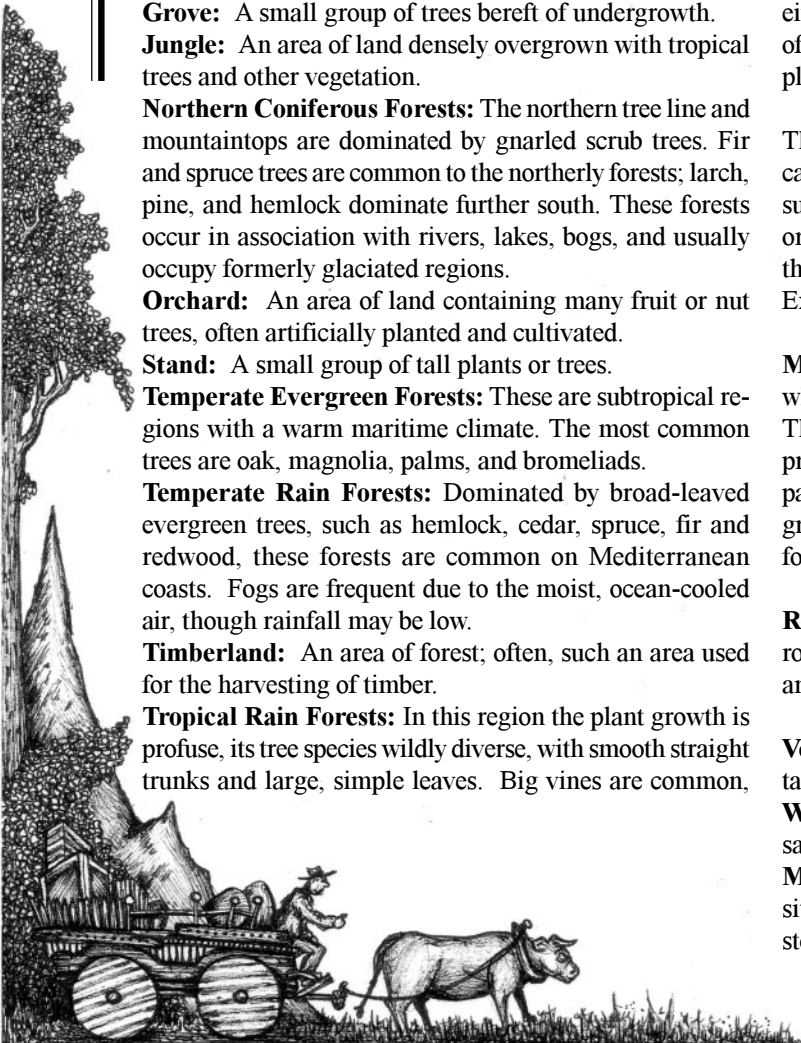 Grove: A small group of trees bereft of undergrowth.
Jungle: An area of land densely overgrown with tropical
trees and other vegetation.
Northern Coniferous Forests: The northern tree line and
mountaintops are dominated by gnarled scrub trees. Fir
and spruce trees are common to the northerly forests; larch,
pine, and hemlock dominate further south. These forests
occur in association with rivers, lakes, bogs, and usually
occupy formerly glaciated regions.
Orchard: An area of land containing many fruit or nut
trees, often artificially planted and cultivated.
Stand: A small group of tall plants or trees.
Temperate Evergreen Forests: These are subtropical re-
gions with a warm maritime climate. The most common
trees are oak, magnolia, palms, and bromeliads.
Temperate Rain Forests: Dominated by broad-leaved
evergreen trees, such as hemlock, cedar, spruce, fir and
redwood, these forests are common on Mediterranean
coasts. Fogs are frequent due to the moist, ocean-cooled
air, though rainfall may be low.
Timberland: An area of forest; often, such an area used
for the harvesting of timber.
Tropical Rain Forests: In this region the plant growth is
profuse, its tree species wildly diverse, with smooth straight
trunks and large, simple leaves. Big vines are common,